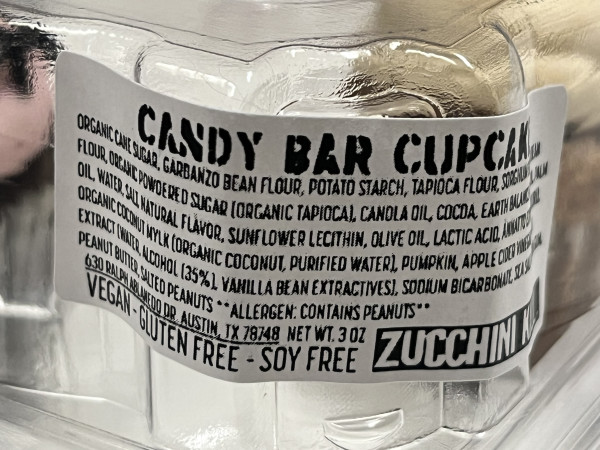 CANDY BAR CUPCAK
ORGANIC CANE SUGAR, GARBANZO BEAN FLOUR, POTATO STARCH, TAPIOCA FLOUR, SORGHUM
FLOUR, ORGANIC POWDERED SUGAR (ORGANIC TAPIOCA), CANOLA OIL, COCOA, EARTH BALANC
OIL, WATER, SALT, NATURAL FLAVOR, SUNFLOWER LECITHIN, OLIVE OIL, LACTIC ACID, ANNATTO
ORGANIC COCONUT MYLK (ORGANIC COCONUT, PURIFIED WATER), PUMPKIN, APPLE CIDER VINEGA
EXTRACT (WATER, ALCOHOL (35%), VANILLA BEAN EXTRACTIVES), SODIUM BICARBONATE, SEA SA
PEANUT BUTTER, SALTED PEANUTS **ALLERGEN: CONTAINS PEANUTS**
630 RALPH ABLANEDO DR, AUSTIN, TX 78748 NET WT. 3 OZ
VEGAN - GLUTEN FREE - SOY FREE ZUCCHINI